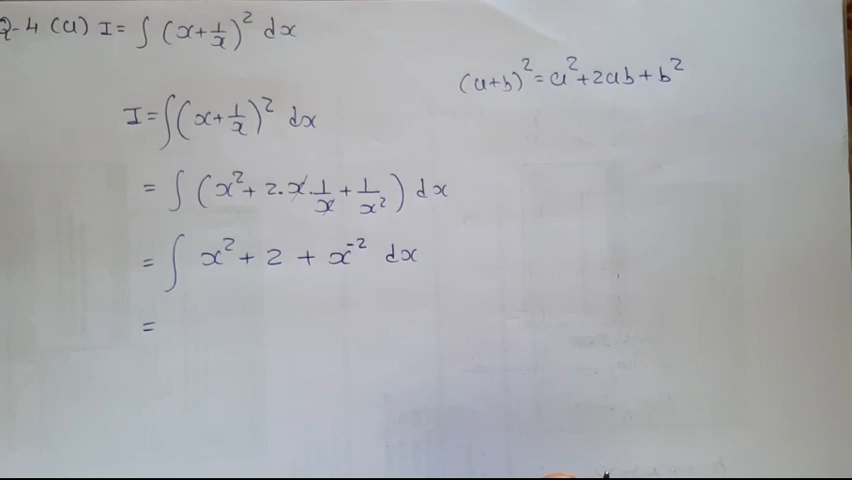 Q-4 (a) I = ∫ (x + 1/x)² dx
(a+b)² = a² + 2ab + b²
I = ∫ (x + 1/x)² dx
= ∫ (x² + 2·x·1/x + 1/x²) dx
= ∫ x² + 2 + x⁻² dx
=